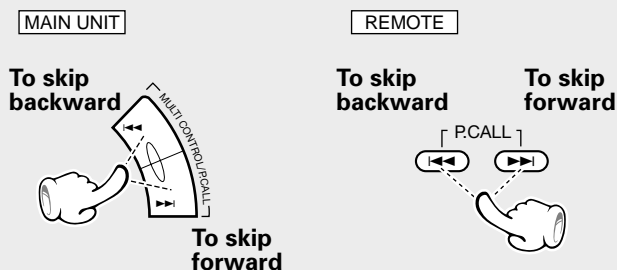 MAIN UNIT
To skip
backward
MULTI CONTROL/P.CALL
To skip
forward
REMOTE
To skip
backward
To skip
forward
P.CALL